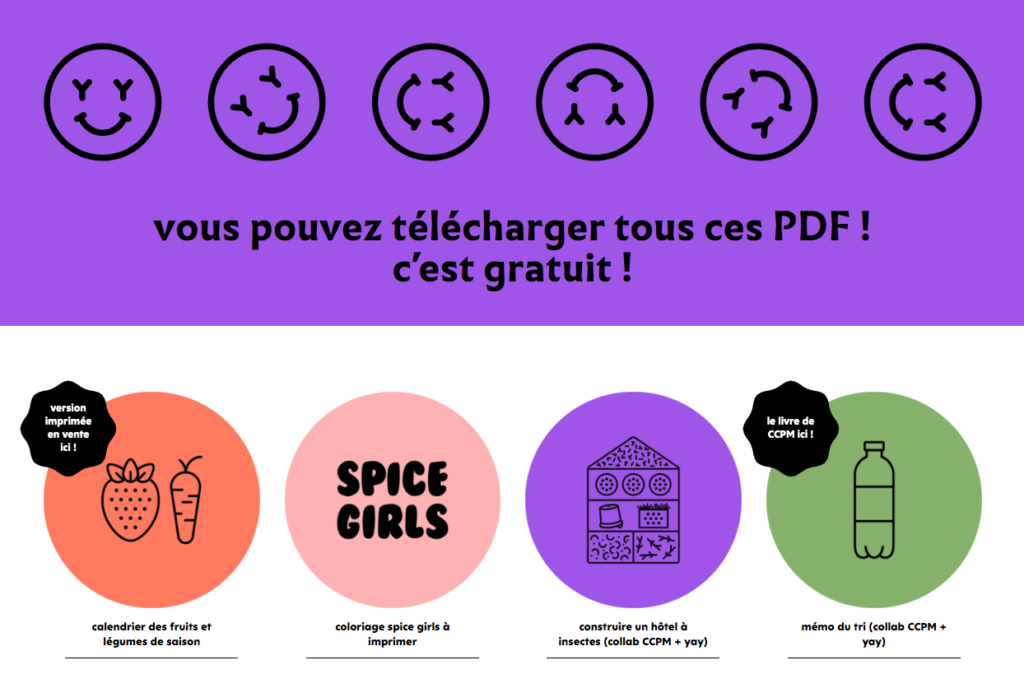 vous pouvez télécharger tous ces PDF !
c’est gratuit !
version
imprimée
en vente
ici !
SPICE
GIRLS
le livre de
CCPM ici !
calendrier des fruits et
légumes de saison
coloriage spice girls à
imprimer
construire un hôtel à
insectes (collab CCPM + yay)
mémo du tri (collab CCPM +
yay)